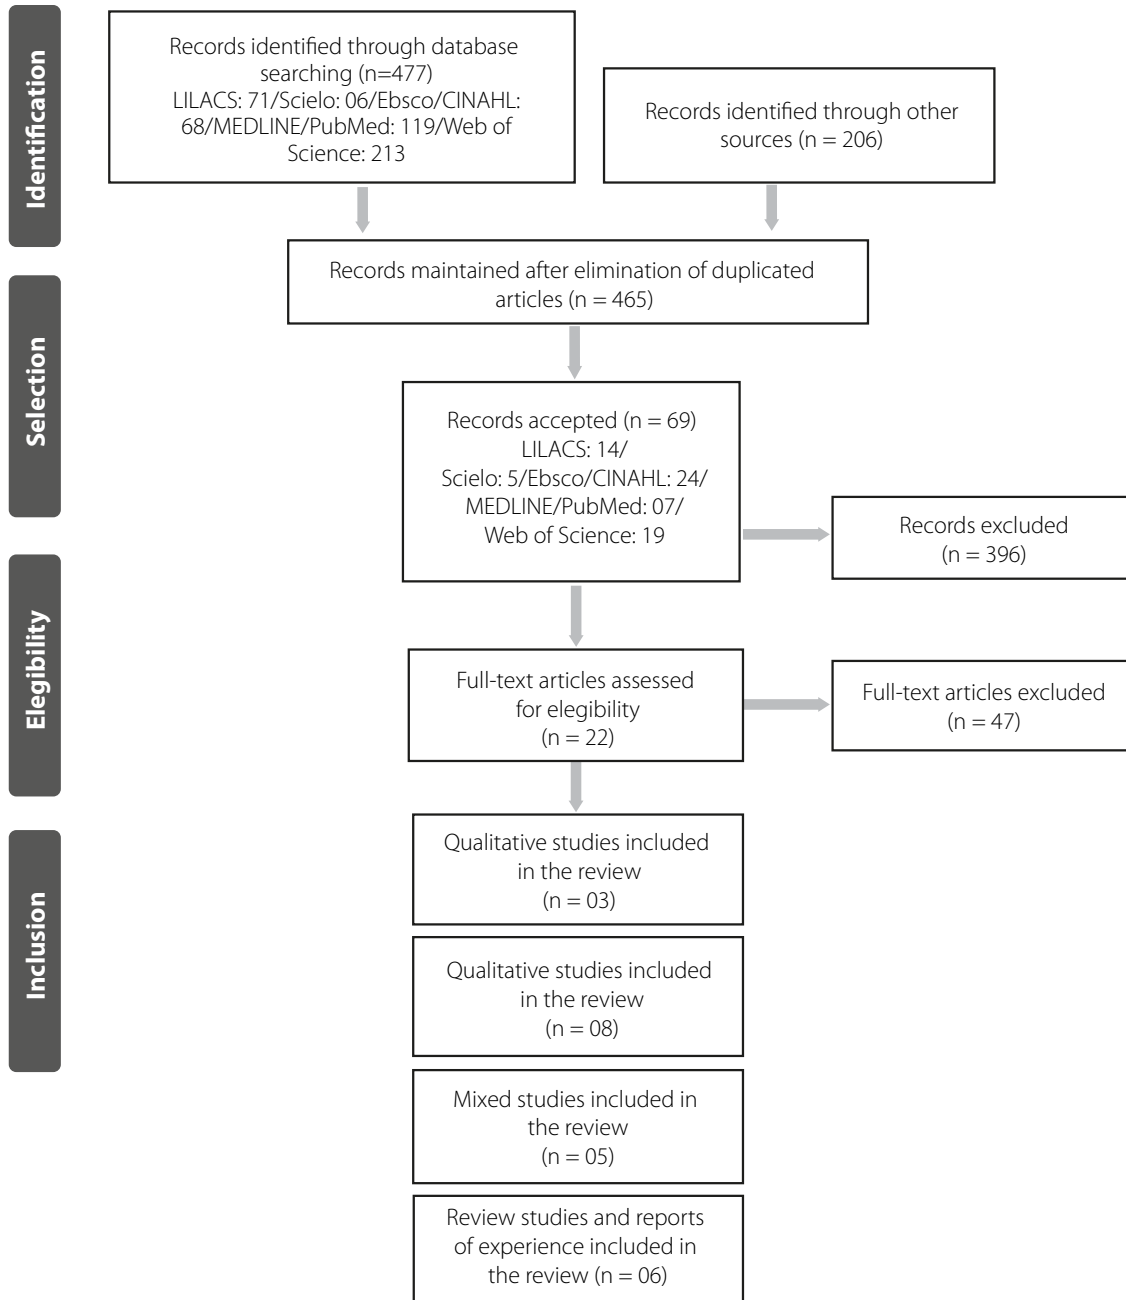 Identification
Records identified through database
searching (n=477)
LILACS: 71/Scielo: 06/Ebsco/CINAHL:
68/MEDLINE/PubMed: 119/Web of
Science: 213
Records identified through other
sources (n = 206)
Records maintained after elimination of duplicated
articles (n = 465)
Selection
Records accepted (n = 69)
LILACS: 14/
Scielo: 5/Ebsco/CINAHL: 24/
MEDLINE/PubMed: 07/
Web of Science: 19
Records excluded
(n = 396)
Elegibility
Full-text articles assessed
for elegibility
(n = 22)
Full-text articles excluded
(n = 47)
Inclusion
Qualitative studies included
in the review
(n = 03)
Qualitative studies included
in the review
(n = 08)
Mixed studies included in
the review
(n = 05)
Review studies and reports
of experience included in
the review (n = 06)